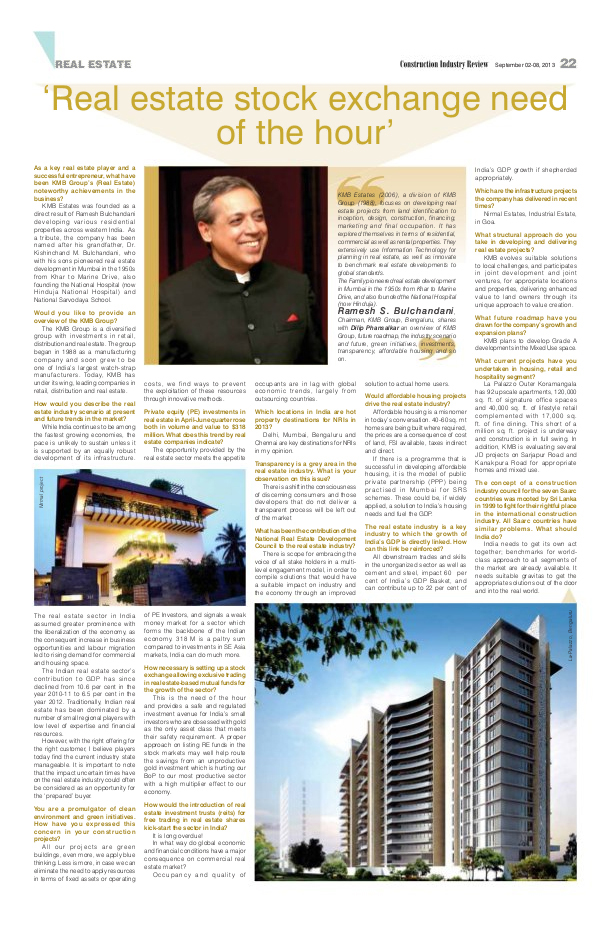 REAL ESTATE
Construction Industry Review September 02-08, 2013 22
‘Real estate stock exchange need
of the hour’
As a key real estate player and a
successful entrepreneur, what have
been KMB Group's (Real Estate)
noteworthy achievements in the
business?
KMB Estates was founded as a
direct result of Ramesh Bulchandani
developing various residential
properties across western India. As
a tribute, the company has been
named after his grandfather, Dr.
Kishinchand M. Bulchandani, who
with his sons pioneered real estate
development in Mumbai in the 1950s
from Khar to Marine Drive, also
founding the National Hospital (now
Hinduja National Hospital) and
National Sarvodaya School.
Would you like to provide an
overview of the KMB Group?
The KMB Group is a diversified
group with investments in retail,
distribution and real estate. The group
began in 1988 as a manufacturing
company and soon grew to be
one of India's largest watch-strap
manufacturers. Today, KMB has
under its wing, leading companies in
retail, distribution and real estate.
How would you describe the real
estate industry scenario at present
and future trends in the market?
While India continues to be among
the fastest growing economies, the
pace is unlikely to sustain unless it
is supported by an equally robust
development of its infrastructure.
Nirmal project
The real estate sector in India
assumed greater prominence with
the liberalization of the economy, as
the consequent increase in business
opportunities and labour migration
led to rising demand for commercial
and housing space.
The Indian real estate sector's
contribution to GDP has since
declined from 10.6 per cent in the
year 2010-11 to 6.5 per cent in the
year 2012. Traditionally, Indian real
estate has been dominated by a
number of small regional players with
low level of expertise and financial
resources.
However, with the right offering for
the right customer, I believe players
today find the current industry state
manageable. It is important to note
that the impact uncertain times have
on the real estate industry could often
be considered as an opportunity for
the 'prepared' buyer.
You are a promulgator of clean
environment and green initiatives.
How have you expressed this
concern in your construction
projects?
All our projects are green
buildings, even more, we apply blue
thinking. Less is more, in case we can
eliminate the need to apply resources
in terms of fixed assets or operating
costs, we find ways to prevent
the exploitation of these resources
through innovative methods.
Private equity (PE) investments in
real estate in April-June quarter rose
both in volume and value to $318
million. What does this trend by real
estate companies indicate?
The opportunity provided by the
real estate sector meets the appetite
of PE Investors, and signals a weak
money market for a sector which
forms the backbone of the Indian
economy. 318 M is a paltry sum
compared to investments in SE Asia
markets, India can do much more.
How necessary is setting up a stock
exchange allowing exclusive trading
in real estate-based mutual funds for
the growth of the sector?
This is the need of the hour
and provides a safe and regulated
investment avenue for India's small
investors who are obsessed with gold
as the only asset class that meets
their safety requirement. A proper
approach on listing RE funds in the
stock markets may well help route
the savings from an unproductive
gold investment which is hurting our
BoP to our most productive sector
with a high multiplier effect to our
economy.
How would the introduction of real
estate investment trusts (reits) for
free trading in real estate shares
kick-start the sector in India?
It is long overdue!
In what way do global economic
and financial conditions have a major
consequence on commercial real
estate market?
Occupancy and quality of
KMB Estates (2006), a division of KMB
Group (1988), focuses on developing real
estate projects from land identification to
inception, design, construction, financing,
marketing and final occupation. It has
explored themselves in terms of residential,
commercial as well as rental properties. They
extensively use Information Technology for
planning in real estate, as well as innovate
to benchmark real estate developments to
global standards.
The Family pioneered real estate development
in Mumbai in the 1950s from Khar to Marine
Drive, and also founded the National Hospital
(now Hinduja).
Ramesh S. Bulchandani,
Chairman, KMB Group, Bengaluru, shares
with Dilip Phansalkar an overview of KMB
Group, future roadmap, the industry scenario
and future, green initiatives, investments,
transparency, affordable housing and so
on.
occupants are in lag with global
economic trends, largely from
outsourcing countries.
Which locations in India are hot
property destinations for NRIs in
2013?
Delhi, Mumbai, Bengaluru and
Chennai are key destinations for NRIs
in my opinion.
Transparency is a grey area in the
real estate industry. What is your
observation on this issue?
There is a shift in the consciousness
of discerning consumers and those
developers that do not deliver a
transparent process will be left out
of the market.
What has been the contribution of the
National Real Estate Development
Council to the real estate industry?
There is scope for embracing the
voice of all stake holders in a multi-
level engagement model, in order to
compile solutions that would have
a suitable impact on industry and
the economy through an improved
solution to actual home users.
Would affordable housing projects
drive the real estate industry?
Affordable housing is a misnomer
in today's conversation. 40-60sq. mt
homes are being built where required,
the prices are a consequence of cost
of land, FSI available, taxes indirect
and direct.
If there is a programme that is
successful in developing affordable
housing, it is the model of public
private partnership (PPP) being
practised in Mumbai for SRS
schemes. These could be, if widely
applied, a solution to India's housing
needs and fuel the GDP.
The real estate industry is a key
industry to which the growth of
India's GDP is directly linked. How
can this link be reinforced?
All downstream trades and skills
in the unorganized sector as well as
cement and steel, impact 60 per
cent of India's GDP Basket, and
can contribute up to 22 per cent of
India's GDP growth if shepherded
appropriately.
Which are the infrastructure projects
the company has delivered in recent
times?
Nirmal Estates, Industrial Estate,
in Goa.
What structural approach do you
take in developing and delivering
real estate projects?
KMB evolves suitable solutions
to local challenges, and participates
in joint development and joint
ventures, for appropriate locations
and properties, delivering enhanced
value to land owners through its
unique approach to value creation.
What future roadmap have you
drawn for the company's growth and
expansion plans?
KMB plans to develop Grade A
developments in the Mixed Use space.
What current projects have you
undertaken in housing, retail and
hospitality segment?
La Palazzo Outer Koramangala
has 92 upscale apartments, 120,000
sq. ft. of signature office spaces
and 40,000 sq. ft. of lifestyle retail
complemented with 17,000 sq.
ft. of fine dining. This short of a
million sq. ft. project is underway
and construction is in full swing. In
addition, KMB is evaluating several
JD projects on Sarjapur Road and
Kanakpura Road for appropriate
homes and mixed use.
The concept of a construction
industry council for the seven Saarc
countries was mooted by Sri Lanka
in 1999 to fight for their rightful place
in the international construction
industry. All Saarc countries have
similar problems. What should
India do?
India needs to get its own act
together; benchmarks for world-
class approach to all segments of
the market are already available. It
needs suitable gravitas to get the
appropriate solutions out of the door
and into the real world.
La-Palazzo, Bengaluru